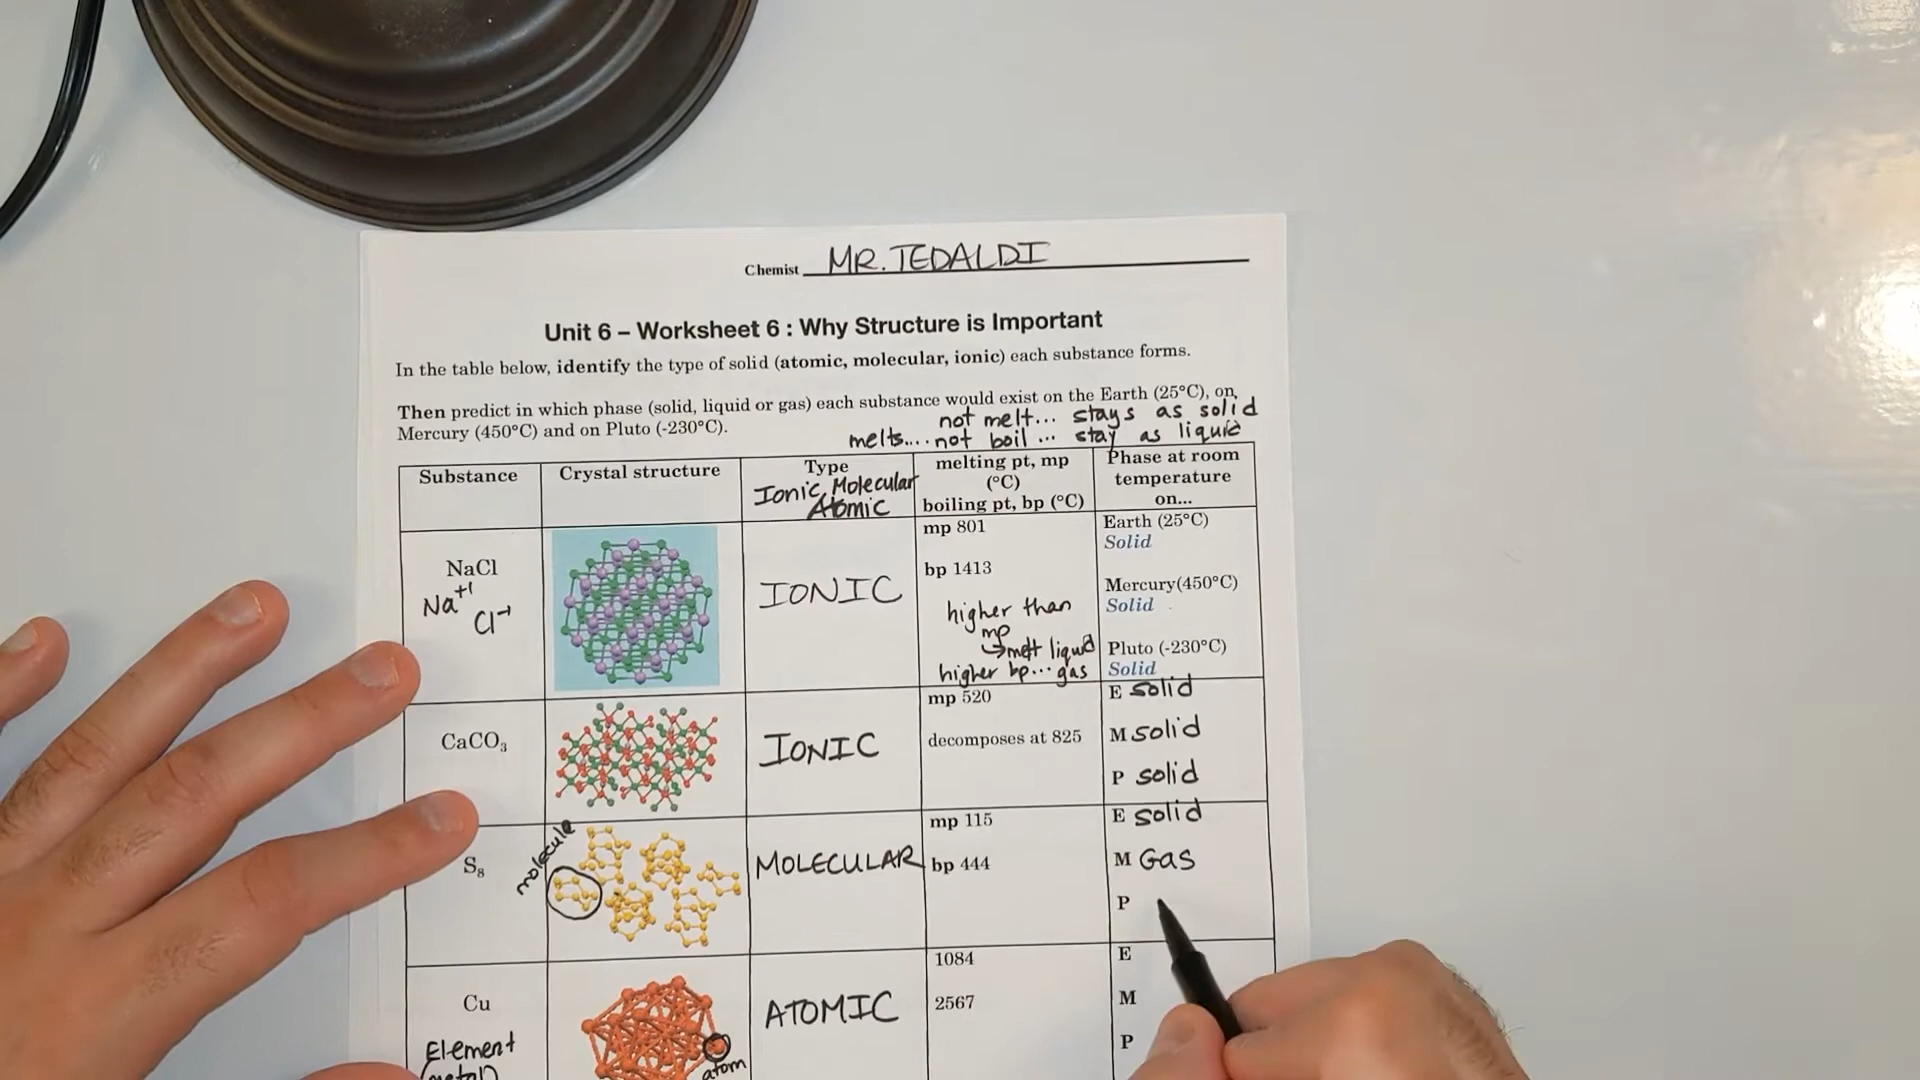 Chemist MR. TEDALDI
Unit 6 – Worksheet 6 : Why Structure is Important
In the table below, identify the type of solid (atomic, molecular, ionic) each substance forms.
Then predict in which phase (solid, liquid or gas) each substance would exist on the Earth (25°C), on
Mercury (450°C) and on Pluto (-230°C).
not melt... stays as solid
melts.... not boil ... stay as liquid
Substance
Crystal structure
Type
Ionic, Molecular
Atomic
melting pt, mp
(°C)
boiling pt, bp (°C)
Phase at room
temperature
on...
NaCl
Na+1
Cl-1
IONIC
mp 801
bp 1413
higher than
mp
↳melt liquid
higher bp... gas
Earth (25°C)
Solid
Mercury(450°C)
Solid
Pluto (-230°C)
Solid
CaCO₃
IONIC
mp 520
decomposes at 825
E solid
M solid
P solid
S₈
molecule
MOLECULAR
mp 115
bp 444
E solid
M Gas
P
Cu
Element
(metal)
atom
ATOMIC
1084
2567
E
M
P